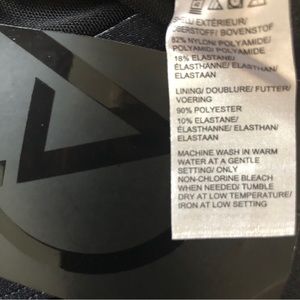 EXTÉRIEUR/
OBERSTOFF/ BOVENSTOF
82% NYLON/ POLYAMIDE/
POLYAMID/ POLYAMIDE
18% ELASTANE/
ÉLASTHANNE/ ELASTHAN/
ELASTAAN
LINING/ DOUBLURE/ FUTTER/
VOERING
90% POLYESTER
10% ELASTANE/
ÉLASTHANNE/ ELASTHAN/
ELASTAAN
MACHINE WASH IN WARM
WATER AT A GENTLE
SETTING/ ONLY
NON-CHLORINE BLEACH
WHEN NEEDED/ TUMBLE
DRY AT LOW TEMPERATURE/
IRON AT LOW SETTING